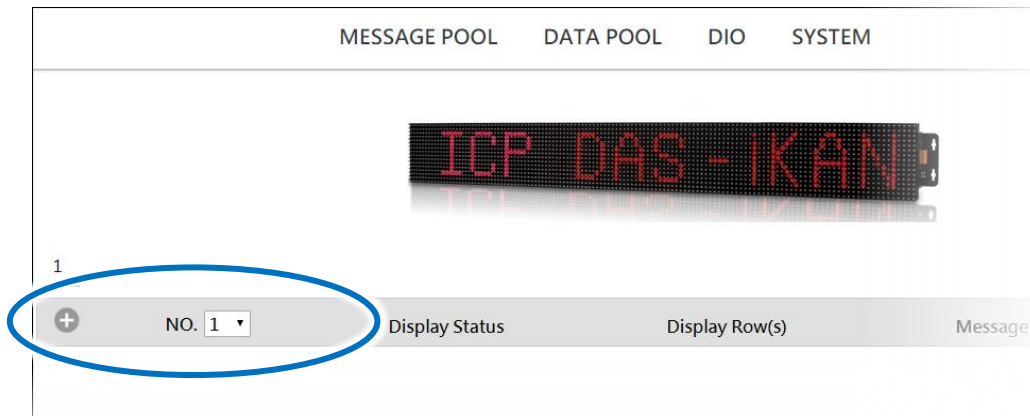 MESSAGE POOL DATA POOL DIO SYSTEM
ICP DAS-iKAN
1
NO. 1 Display Status Display Row(s) Message